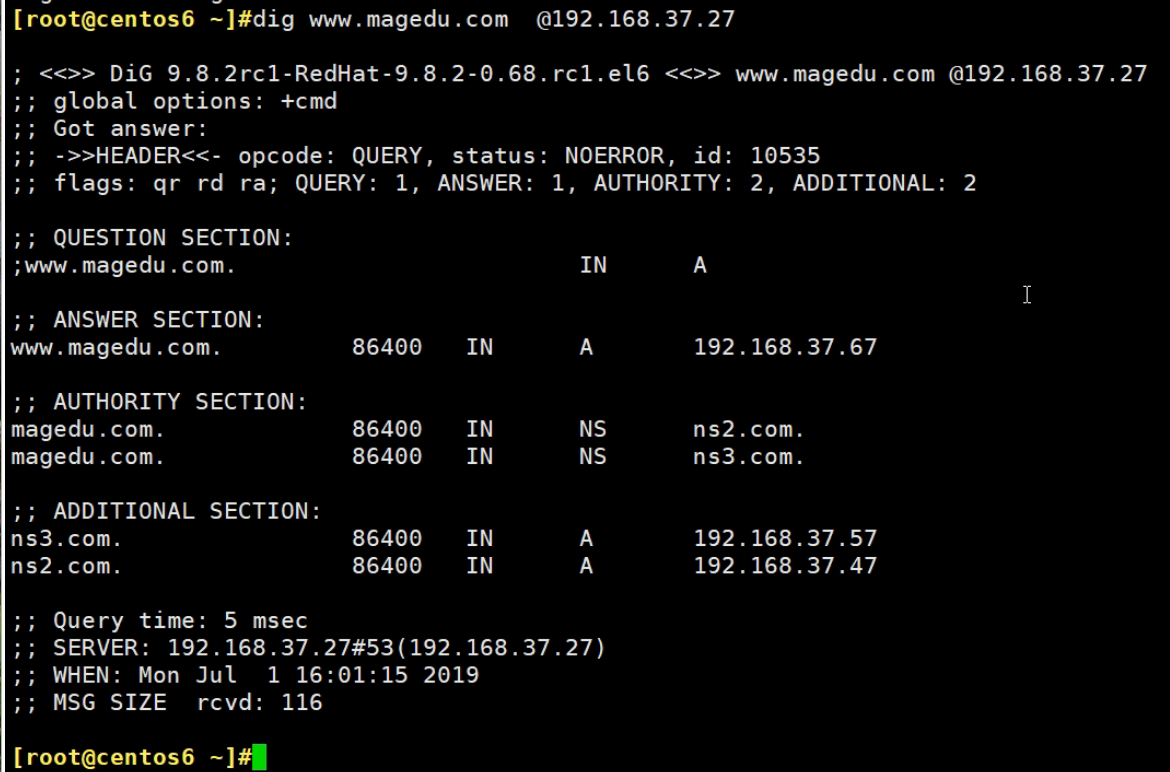 [root@centos6 ~]#dig www.magedu.com  @192.168.37.27
; <<>> DiG 9.8.2rc1-RedHat-9.8.2-0.68.rc1.el6 <<>> www.magedu.com @192.168.37.27
;; global options: +cmd
;; Got answer:
;; ->>HEADER<<- opcode: QUERY, status: NOERROR, id: 10535
;; flags: qr rd ra; QUERY: 1, ANSWER: 1, AUTHORITY: 2, ADDITIONAL: 2
;; QUESTION SECTION:
;www.magedu.com.                        IN      A
;; ANSWER SECTION:
www.magedu.com.         86400   IN      A       192.168.37.67
;; AUTHORITY SECTION:
magedu.com.             86400   IN      NS      ns2.com.
magedu.com.             86400   IN      NS      ns3.com.
;; ADDITIONAL SECTION:
ns3.com.                86400   IN      A       192.168.37.57
ns2.com.                86400   IN      A       192.168.37.47
;; Query time: 5 msec
;; SERVER: 192.168.37.27#53(192.168.37.27)
;; WHEN: Mon Jul  1 16:01:15 2019
;; MSG SIZE  rcvd: 116
[root@centos6 ~]#